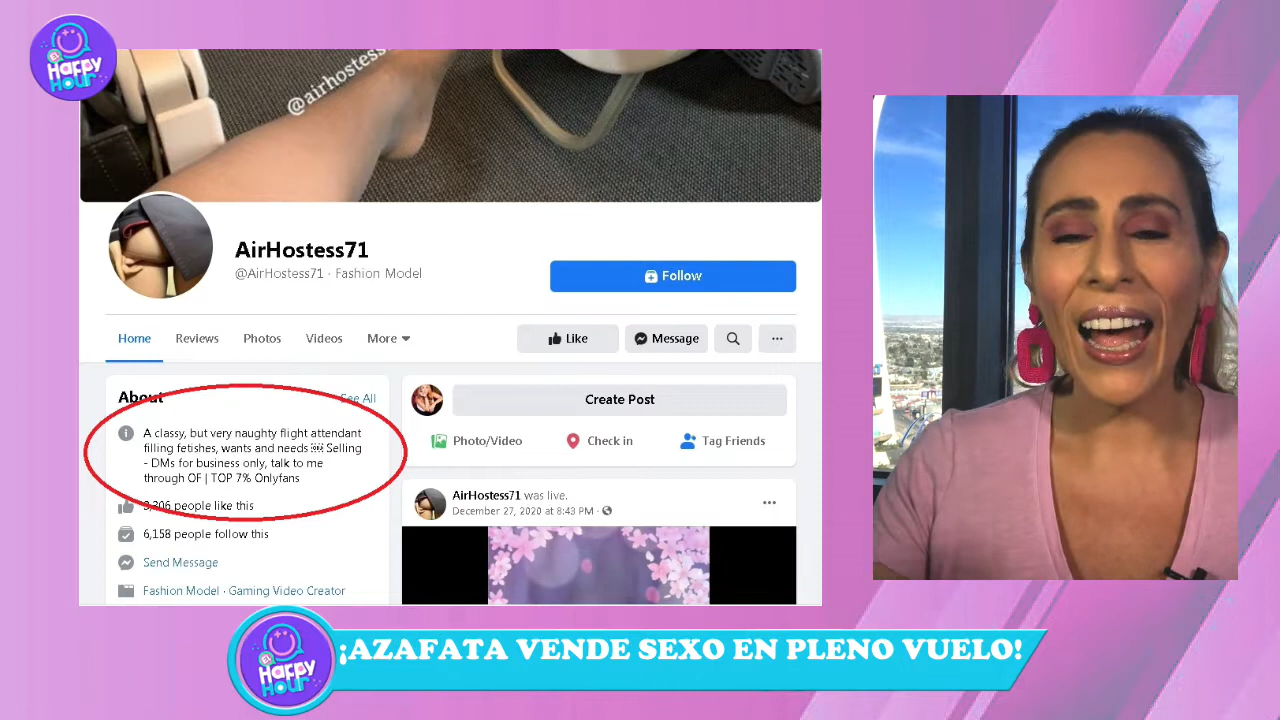 EL
Happy
Hour
@airhostess
AirHostess71
@AirHostess71 · Fashion Model
Follow
Home
Reviews
Photos
Videos
More
Like
Message
About
See All
A classy, but very naughty flight attendant
filling fetishes, wants and needs Selling
- DMs for business only, talk to me
through OF | TOP 7% Onlyfans
3,306 people like this
6,158 people follow this
Send Message
Fashion Model · Gaming Video Creator
Create Post
Photo/Video
Check in
Tag Friends
AirHostess71 was live.
December 27, 2020 at 8:43 PM ·
EL
Happy
Hour
¡AZAFATA VENDE SEXO EN PLENO VUELO!